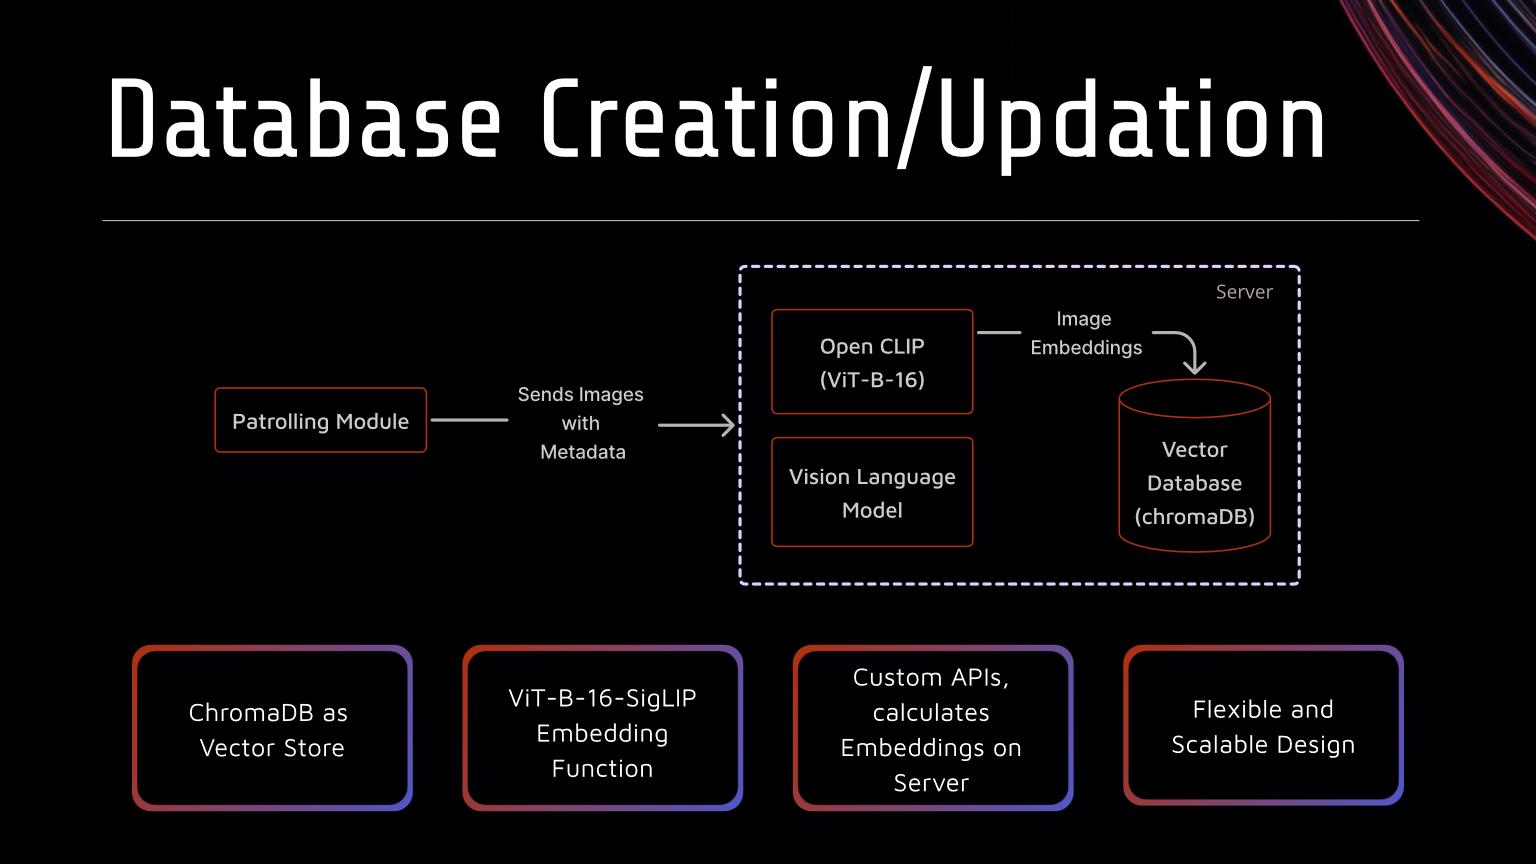 Database Creation/Updation
Server
Patrolling Module
Sends Images
with
Metadata
Open CLIP
(ViT-B-16)
Image
Embeddings
Vision Language
Model
Vector
Database
(chromaDB)
ChromaDB as
Vector Store
ViT-B-16-SigLIP
Embedding
Function
Custom APIs,
calculates
Embeddings on
Server
Flexible and
Scalable Design